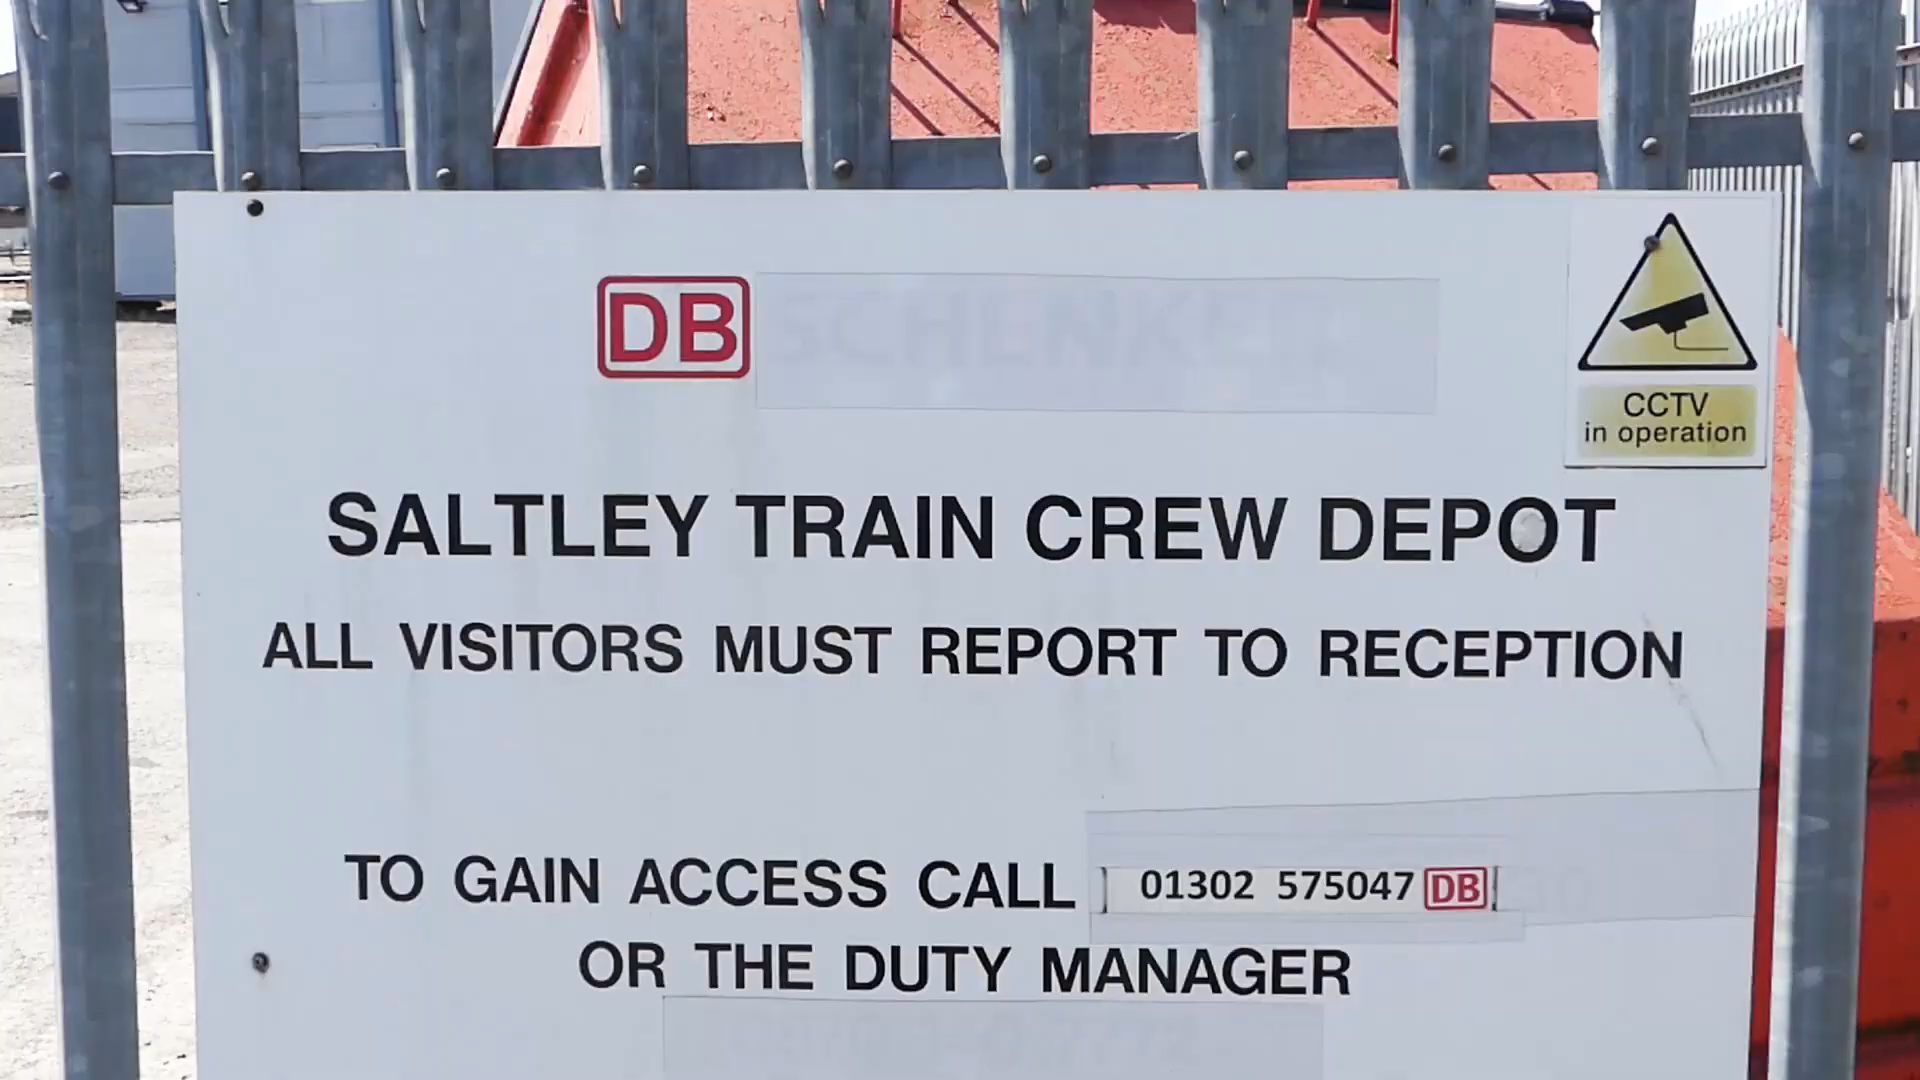 DB SCHENKER
CCTV
in operation
SALTLEY TRAIN CREW DEPOT
ALL VISITORS MUST REPORT TO RECEPTION
TO GAIN ACCESS CALL 01302 575047 DB
OR THE DUTY MANAGER